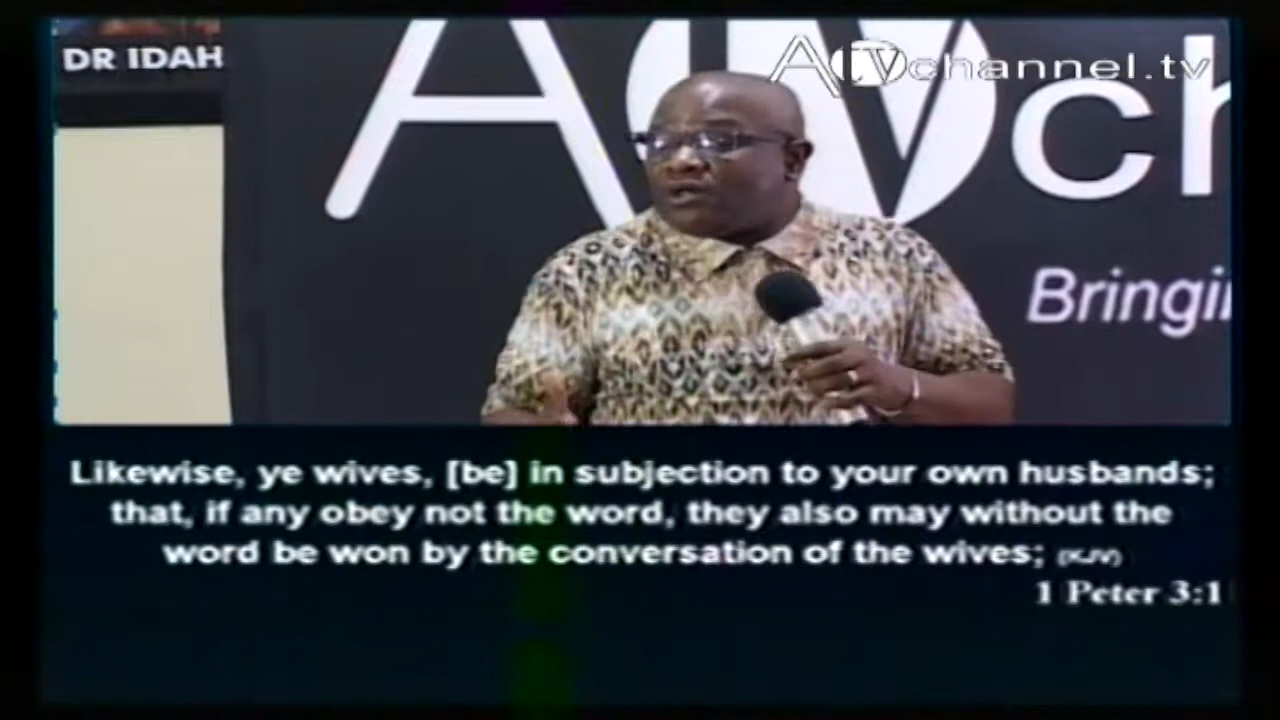 DR IDAH
AITVchannel.tv
Bringi
Likewise, ye wives, [be] in subjection to your own husbands;
that, if any obey not the word, they also may without the
word be won by the conversation of the wives; (KJV)
1 Peter 3:1